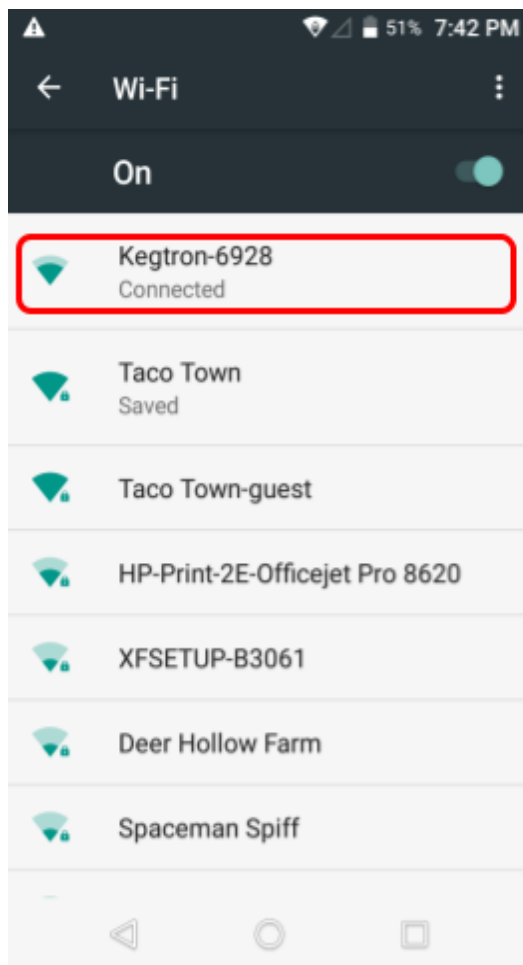 51% 7:42 PM
Wi-Fi
On
Kegtron-6928
Connected
Taco Town
Saved
Taco Town-guest
HP-Print-2E-Officejet Pro 8620
XFSETUP-B3061
Deer Hollow Farm
Spaceman Spiff